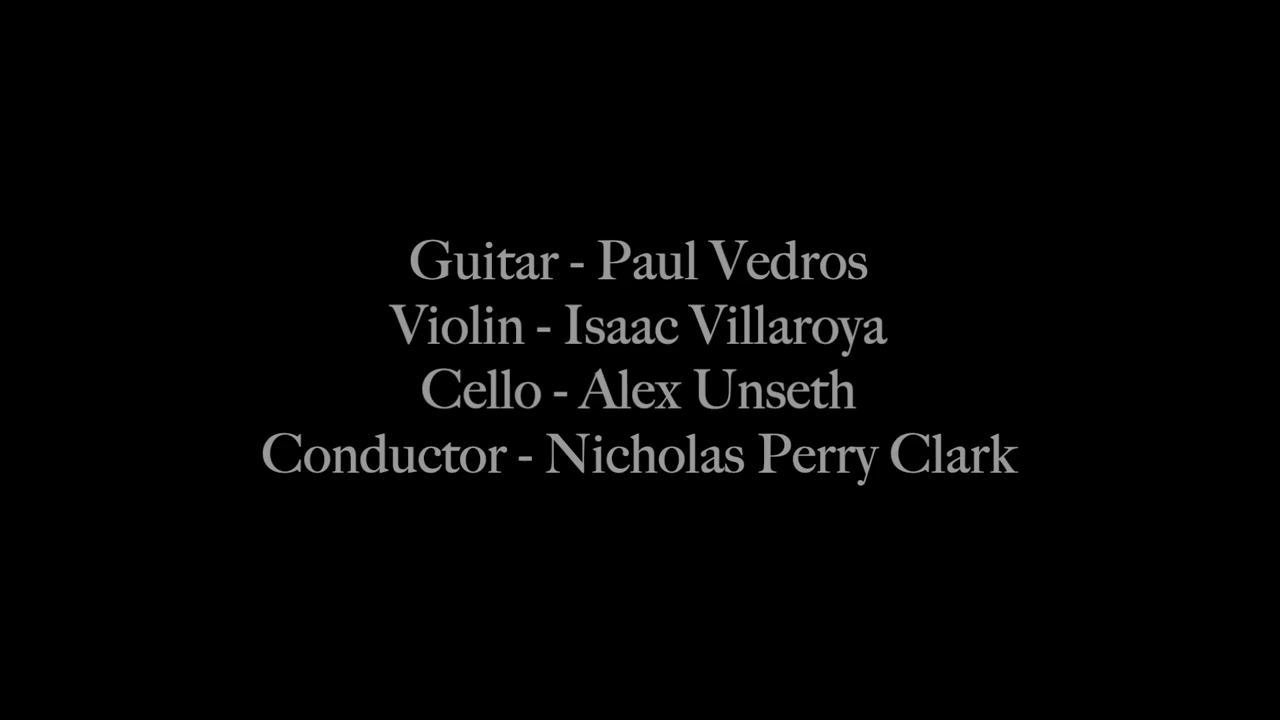 Guitar - Paul Vedros
Violin - Isaac Villaroya
Cello - Alex Unseth
Conductor - Nicholas Perry Clark